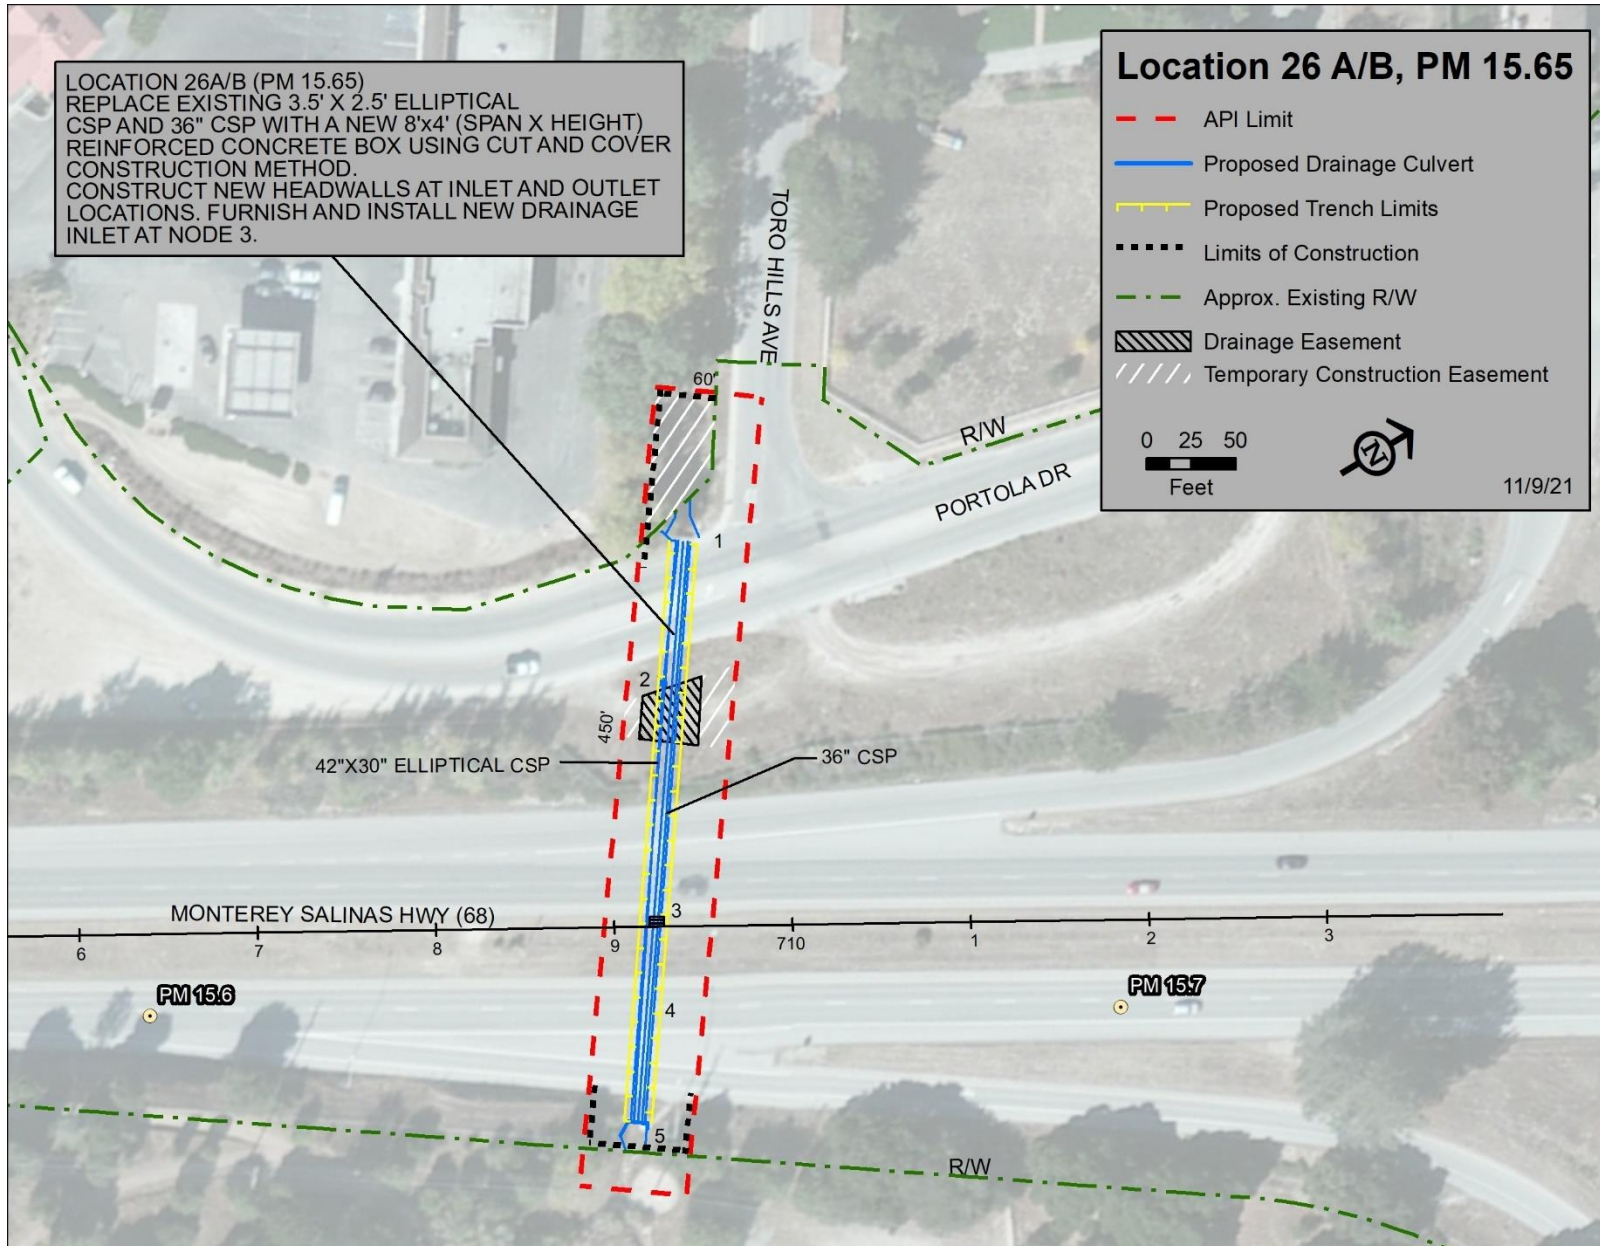 LOCATION 26A/B (PM 15.65)
REPLACE EXISTING 3.5' X 2.5' ELLIPTICAL
CSP AND 36" CSP WITH A NEW 8'x4' (SPAN X HEIGHT)
REINFORCED CONCRETE BOX USING CUT AND COVER
CONSTRUCTION METHOD.
CONSTRUCT NEW HEADWALLS AT INLET AND OUTLET
LOCATIONS. FURNISH AND INSTALL NEW DRAINAGE
INLET AT NODE 3.
Location 26 A/B, PM 15.65
API Limit
Proposed Drainage Culvert
Proposed Trench Limits
Limits of Construction
Approx. Existing R/W
Drainage Easement
Temporary Construction Easement
0 25 50
Feet
N
11/9/21
TORO HILLS AVE
60'
R/W
PORTOLA DR
1
2
450'
42"X30" ELLIPTICAL CSP
36" CSP
3
MONTEREY SALINAS HWY (68)
6 7 8 9 710 1 2 3
PM 15.6
PM 15.7
4
5
R/W